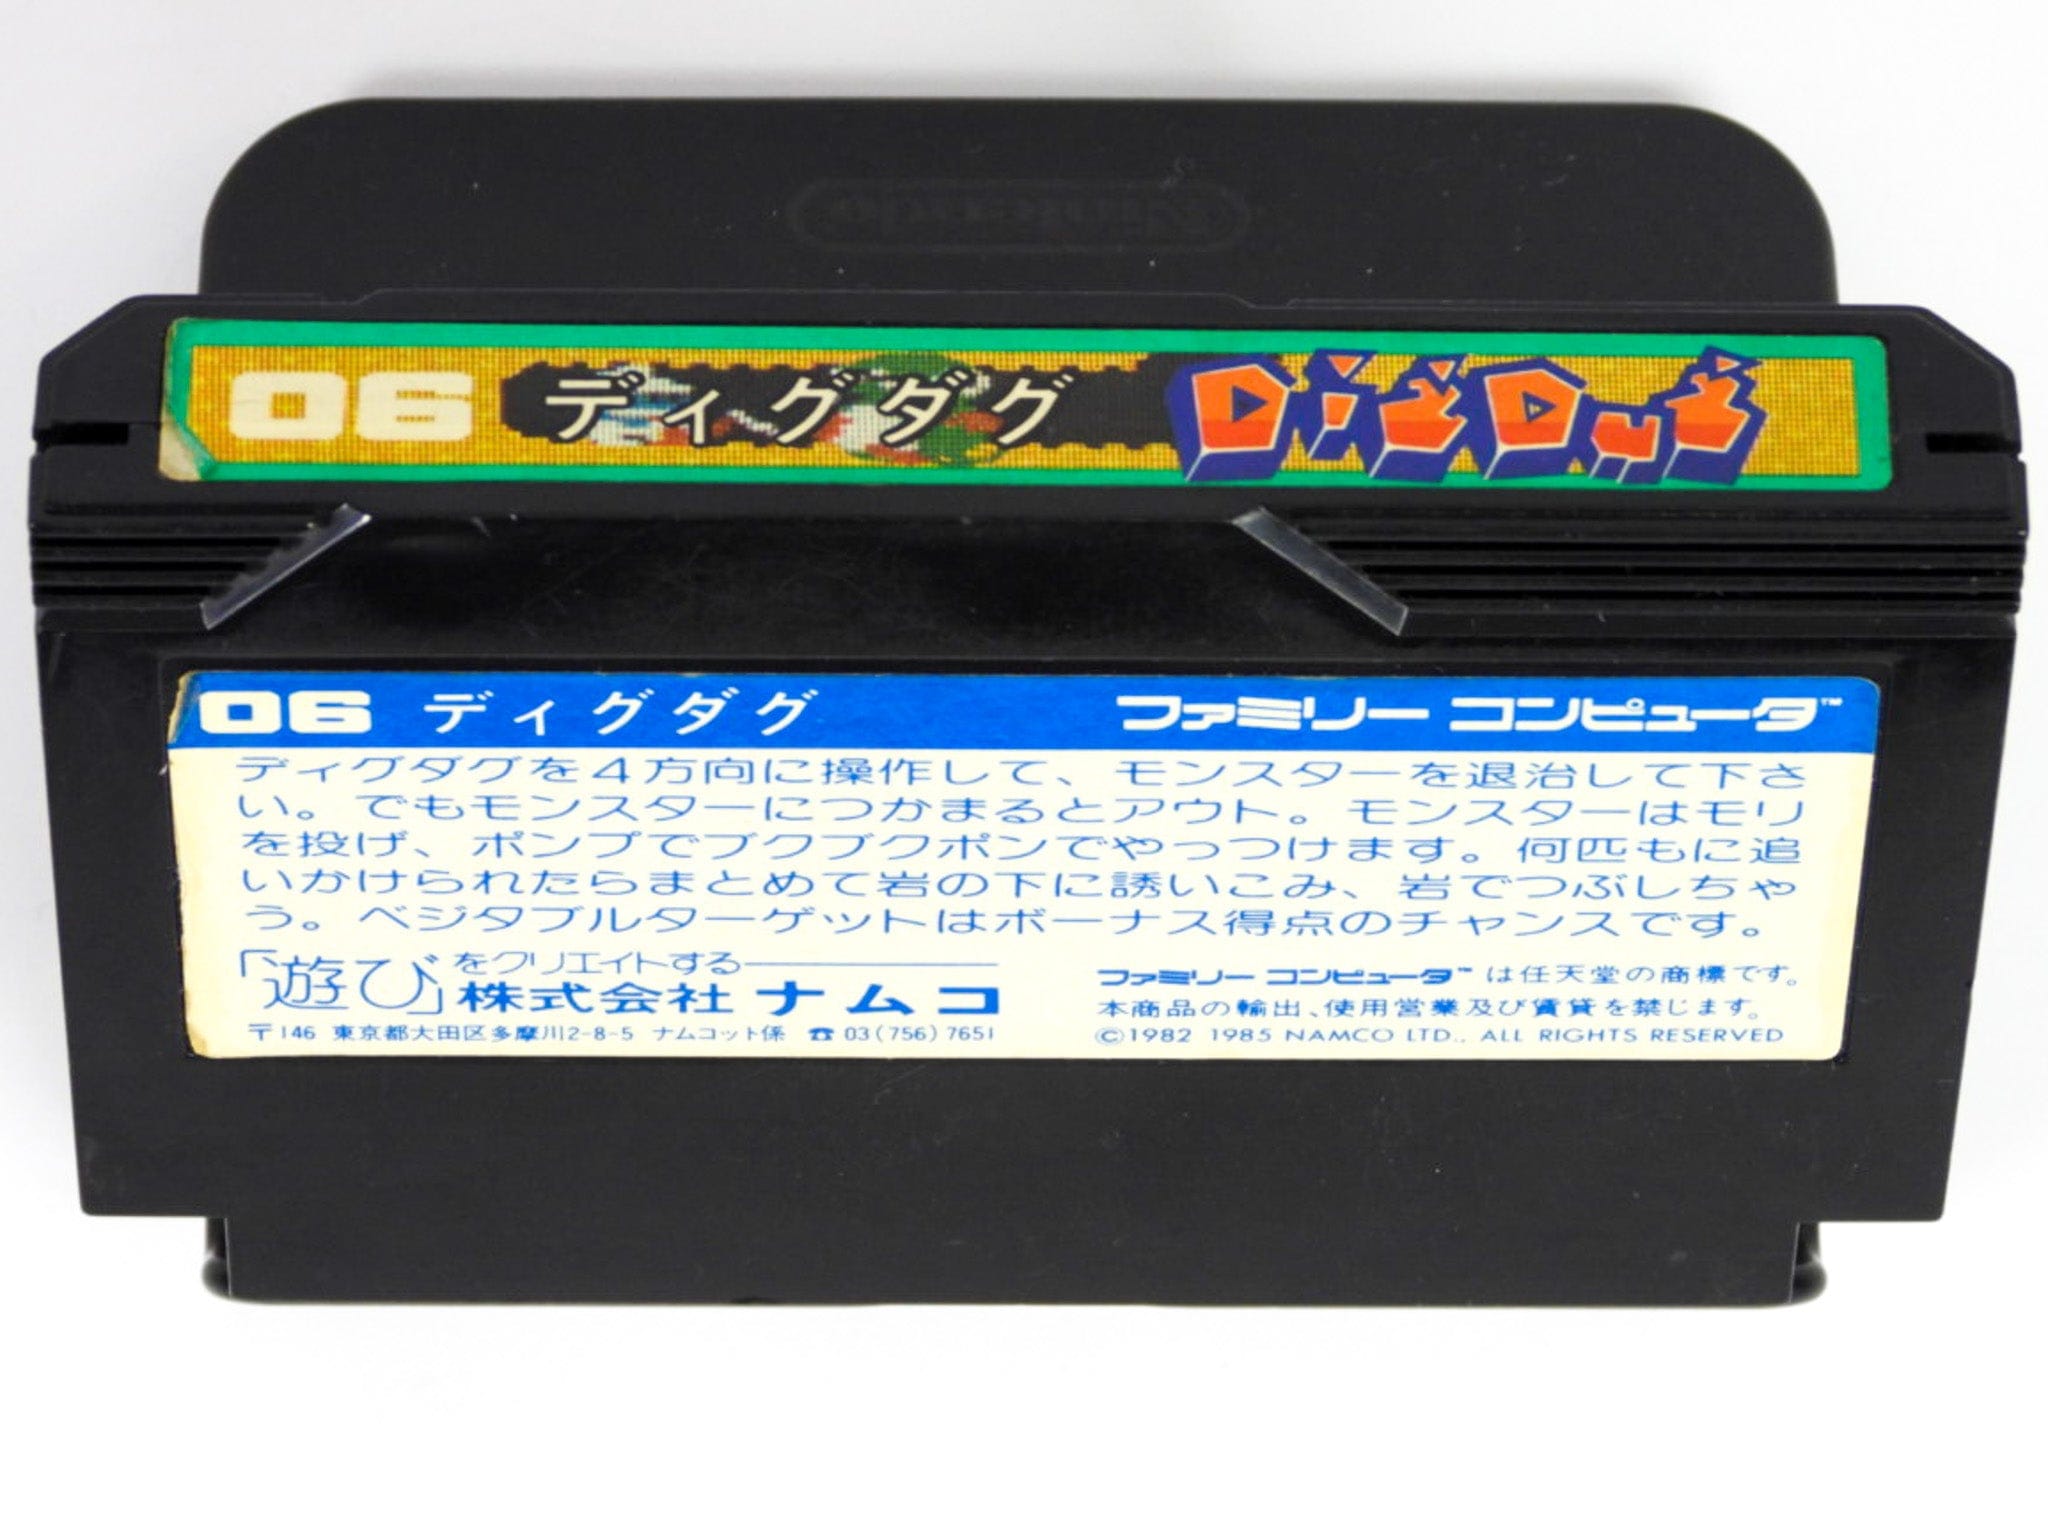 Nintendo
06 ディグダグ DiGDUG
06 ディグダグ ファミリー コンピュータ™
ディグダグを4方向に操作して、モンスターを退治して下さ
い。でもモンスターにつかまるとアウト。モンスターはモリ
を投げ、ポンプでブクブクポンでやっつけます。何匹もに追
いかけられたらまとめて岩の下に誘いこみ、岩でつぶしちゃ
う。ベジタブルターゲットはボーナス得点のチャンスです。
「遊び」をクリエイトする
株式会社ナムコ
〒146 東京都大田区多摩川2-8-5 ナムコット係 ☎ 03(756)7651
ファミリー コンピュータ™は任天堂の商標です。
本商品の輸出、使用営業及び賃貸を禁じます。
©1982 1985 NAMCO LTD., ALL RIGHTS RESERVED